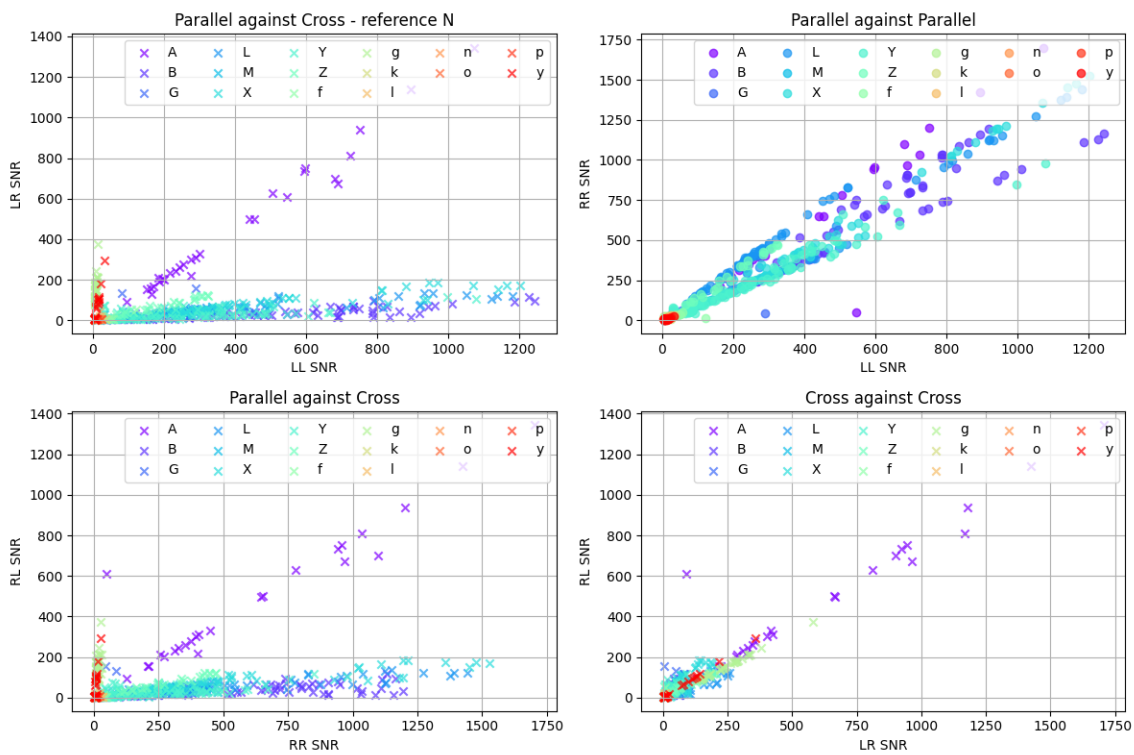 Parallel against Cross - reference N
1400
1200
1000
800
600
400
200
0
LR SNR
A L Y g n p
B M Z k o y
G X f l
0 200 400 600 800 1000 1200
LL SNR
Parallel against Parallel
1750
1500
1250
1000
750
500
250
0
RR SNR
A L Y g n p
B M Z k o y
G X f l
0 200 400 600 800 1000 1200
LL SNR
Parallel against Cross
1400
1200
1000
800
600
400
200
0
RL SNR
A L Y g n p
B M Z k o y
G X f l
0 250 500 750 1000 1250 1500 1750
RR SNR
Cross against Cross
1400
1200
1000
800
600
400
200
0
RL SNR
A L Y g n p
B M Z k o y
G X f l
0 250 500 750 1000 1250 1500 1750
LR SNR